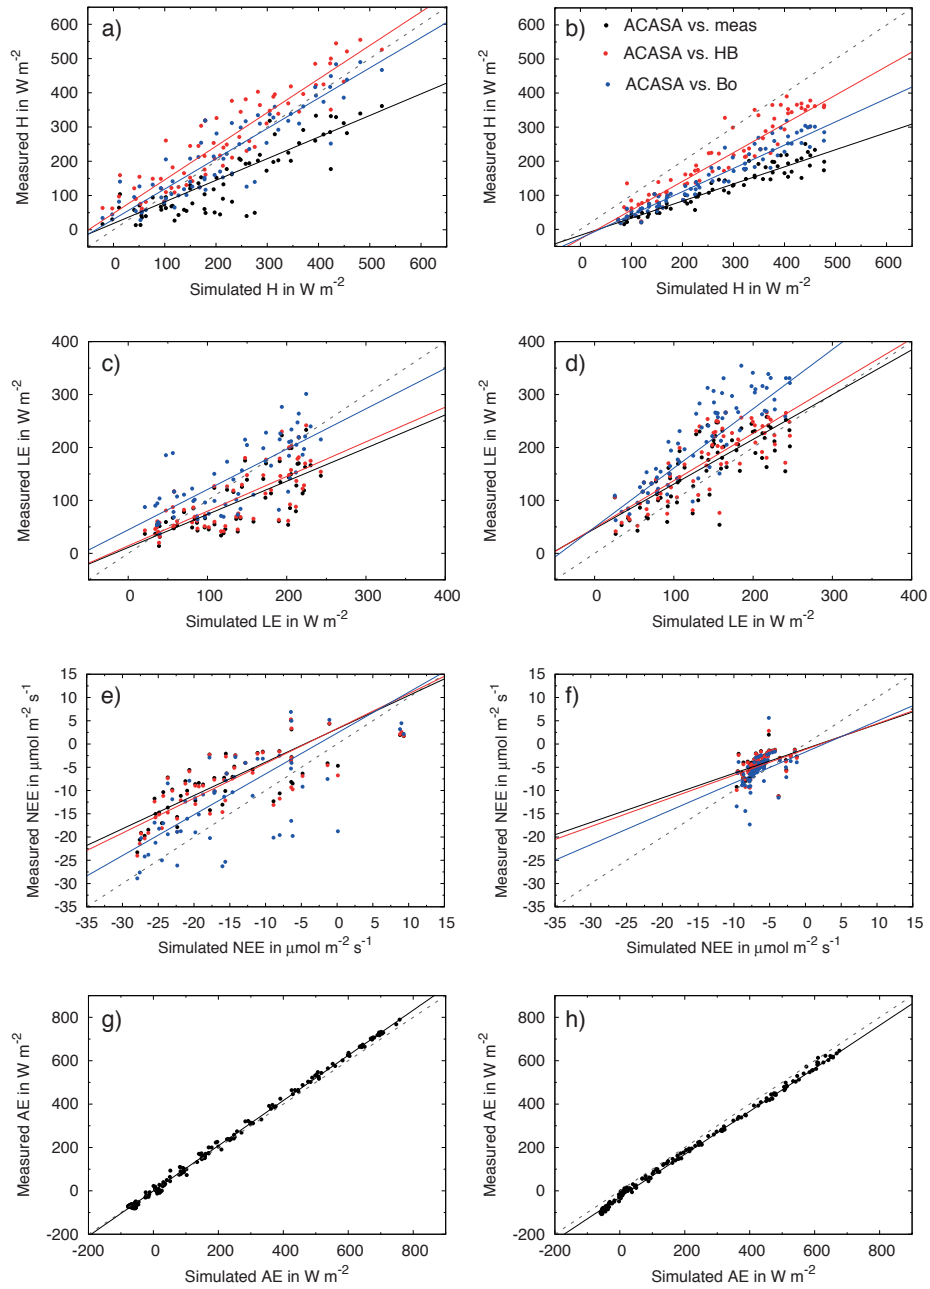 a)
600
500
400
300
200
100
0
Measured H in W m-2
0 100 200 300 400 500 600
Simulated H in W m-2
b)
ACASA vs. meas
ACASA vs. HB
ACASA vs. Bo
600
500
400
300
200
100
0
Measured H in W m-2
0 100 200 300 400 500 600
Simulated H in W m-2
c)
400
300
200
100
0
Measured LE in W m-2
0 100 200 300 400
Simulated LE in W m-2
d)
400
300
200
100
0
Measured LE in W m-2
0 100 200 300 400
Simulated LE in W m-2
e)
15
10
5
0
-5
-10
-15
-20
-25
-30
-35
Measured NEE in μmol m-2 s-1
-35 -30 -25 -20 -15 -10 -5 0 5 10 15
Simulated NEE in μmol m-2 s-1
f)
15
10
5
0
-5
-10
-15
-20
-25
-30
-35
Measured NEE in μmol m-2 s-1
-35 -30 -25 -20 -15 -10 -5 0 5 10 15
Simulated NEE in μmol m-2 s-1
g)
800
600
400
200
0
-200
Measured AE in W m-2
-200 0 200 400 600 800
Simulated AE in W m-2
h)
800
600
400
200
0
-200
Measured AE in W m-2
-200 0 200 400 600 800
Simulated AE in W m-2